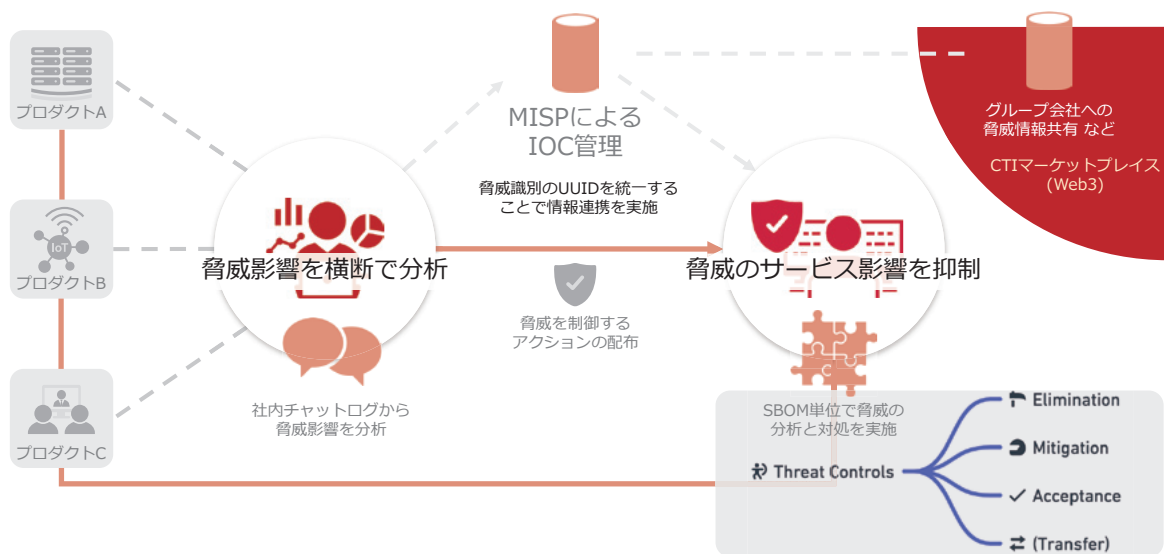 プロダクトA
IoT
プロダクトB
プロダクトC
脅威影響を横断で分析
社内チャットログから
脅威影響を分析
MISPによる
IOC管理
脅威識別のUUIDを統一する
ことで情報連携を実施
脅威を制御する
アクションの配布
脅威のサービス影響を抑制
SBOM単位で脅威の
分析と対処を実施
グループ会社への
脅威情報共有 など
CTIマーケットプレイス
(Web3)
Threat Controls
Elimination
Mitigation
Acceptance
(Transfer)